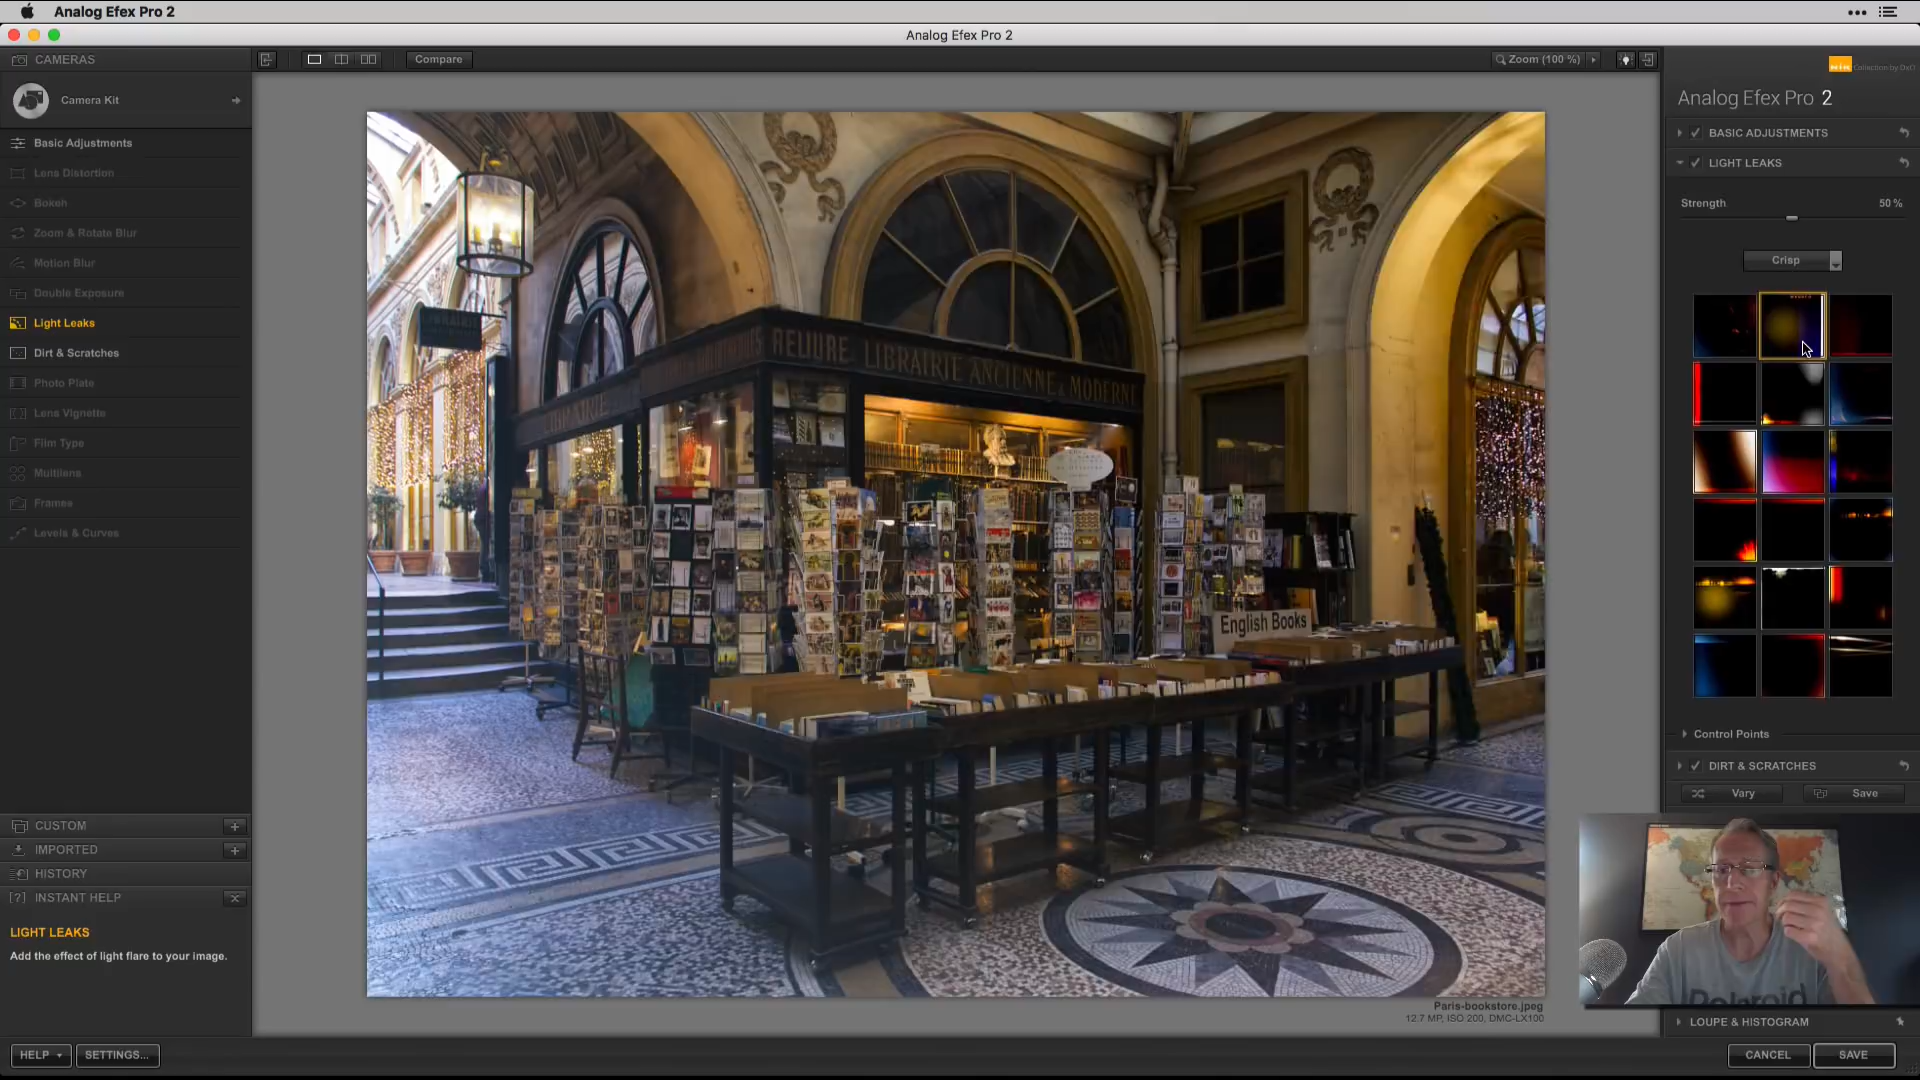 Analog Efex Pro 2
Analog Efex Pro 2
CAMERAS
Compare
Zoom (100 %)
Camera Kit
Basic Adjustments
Lens Distortion
Bokeh
Zoom & Rotate Blur
Motion Blur
Double Exposure
Light Leaks
Dirt & Scratches
Photo Plate
Lens Vignette
Film Type
Multilens
Frames
Levels & Curves
CUSTOM
IMPORTED
HISTORY
[?] INSTANT HELP
LIGHT LEAKS
Add the effect of light flare to your image.
HELP
SETTINGS...
RELIURE LIBRAIRIE ANCIENNE & MODERNE
LIBRAIRIE
English Books
Paris-bookstore.jpeg
12.7 MP, ISO 200, DMC-LX100
Collection by DxO
Analog Efex Pro 2
BASIC ADJUSTMENTS
LIGHT LEAKS
Strength 50 %
Crisp
Control Points
DIRT & SCRATCHES
Vary
Save
Polaroid
LOUPE & HISTOGRAM
CANCEL
SAVE